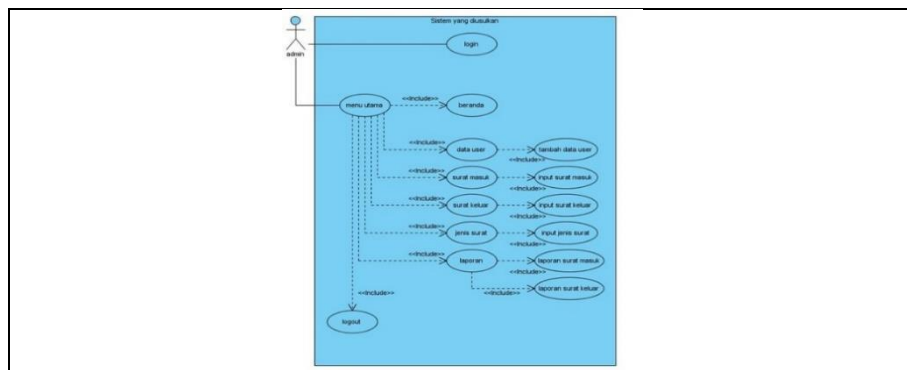 Sistem yang diusulkan
login
admin
menu utama
<<Include>>
beranda
<<Include>>
data user
tambah data user
<<Include>>
<<Include>>
surat masuk
input surat masuk
<<Include>>
<<Include>>
surat keluar
input surat keluar
<<Include>>
<<Include>>
jenis surat
input jenis surat
<<Include>>
<<Include>>
laporan
laporan surat masuk
<<Include>>
laporan surat keluar
<<Include>>
<<Include>>
logout